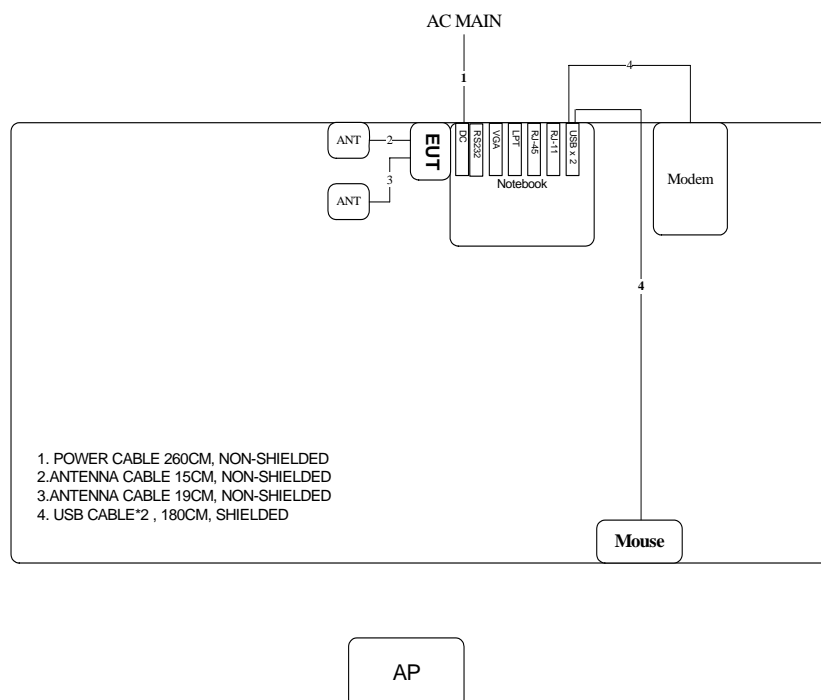 AC MAIN
1
4
ANT
2
EUT
DC
RS232
VGA
LPT
RJ-45
RJ-11
USB x 2
Notebook
Modem
3
ANT
4
1. POWER CABLE 260CM, NON-SHIELDED
2.ANTENNA CABLE 15CM, NON-SHIELDED
3.ANTENNA CABLE 19CM, NON-SHIELDED
4. USB CABLE*2 , 180CM, SHIELDED
Mouse
AP